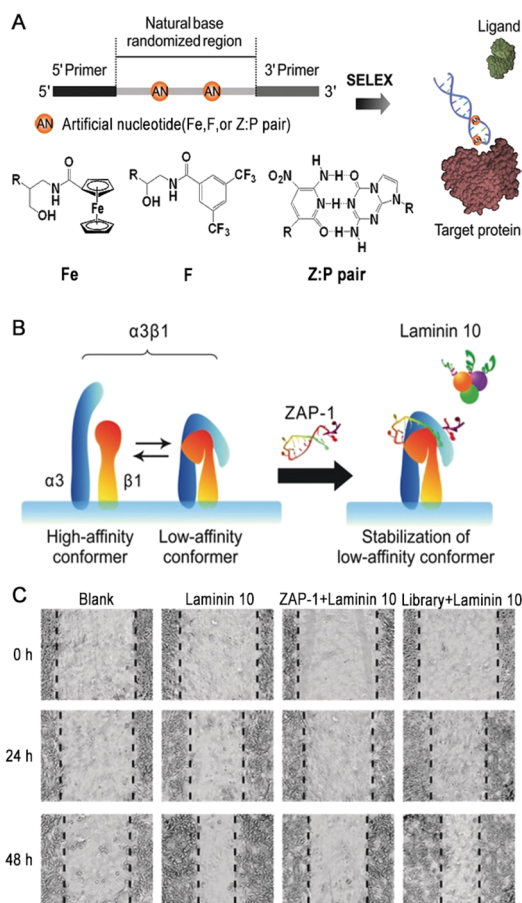 A
Natural base
randomized region
Ligand
5' Primer
3' Primer
5'
AN
AN
3'
SELEX
AN Artificial nucleotide(Fe,F,or Z:P pair)
R
O
N
H
OH
Fe
R
O
N
H
OH
CF₃
CF₃
O₂N
H
N
H
O
N
N
H
N
N
N
R
R
O
H
N
H
Target protein
Fe
F
Z:P pair
B
α3β1
Laminin 10
ZAP-1
α3
β1
High-affinity
conformer
Low-affinity
conformer
Stabilization of
low-affinity conformer
C
Blank
Laminin 10
ZAP-1+Laminin 10
Library+Laminin 10
0 h
24 h
48 h